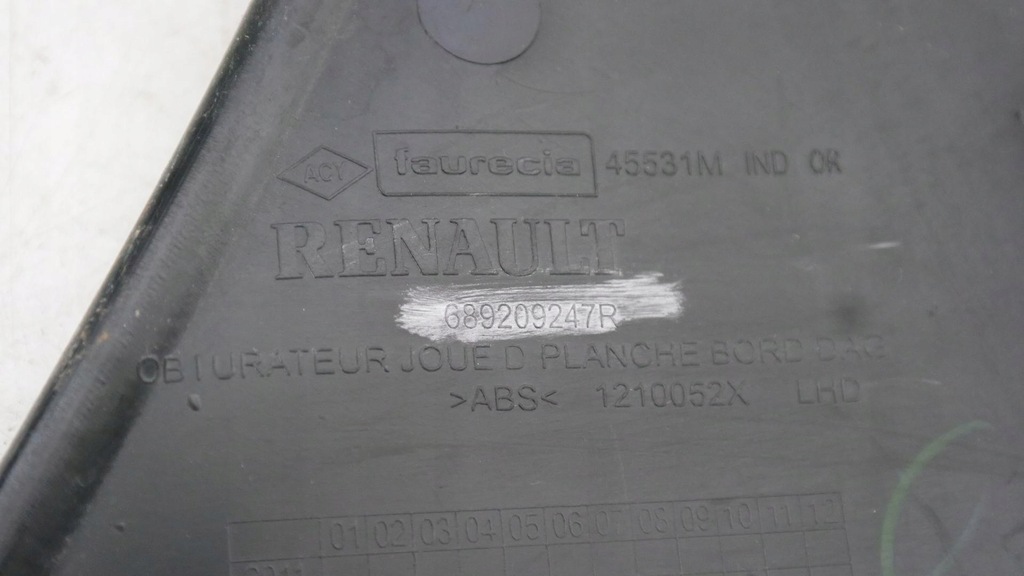 ACY faurecia 45531M IND OR
RENAULT
689209247R
OBTURATEUR JOUE D PLANCHE BORD DAG
>ABS< 1210052X LHD
01 02 03 04 05 06 07 08 09 10 11 12